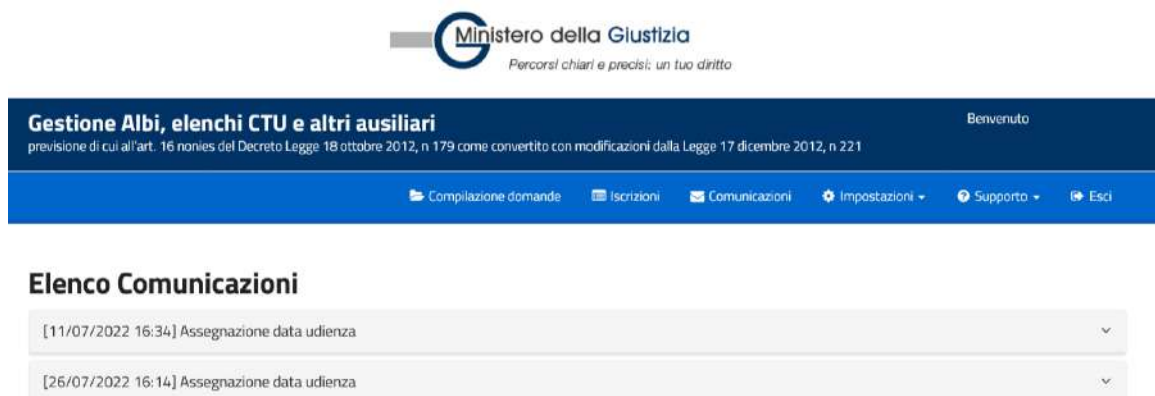 Ministero della Giustizia
Percorsi chiari e precisi: un tuo diritto
Gestione Albi, elenchi CTU e altri ausiliari
Benvenuto
previsione di cui all'art. 16 nonies del Decreto Legge 18 ottobre 2012, n 179 come convertito con modificazioni dalla Legge 17 dicembre 2012, n 221
Compilazione domande Iscrizioni Comunicazioni Impostazioni Supporto Esci
Elenco Comunicazioni
[11/07/2022 16:34] Assegnazione data udienza
[26/07/2022 16:14] Assegnazione data udienza